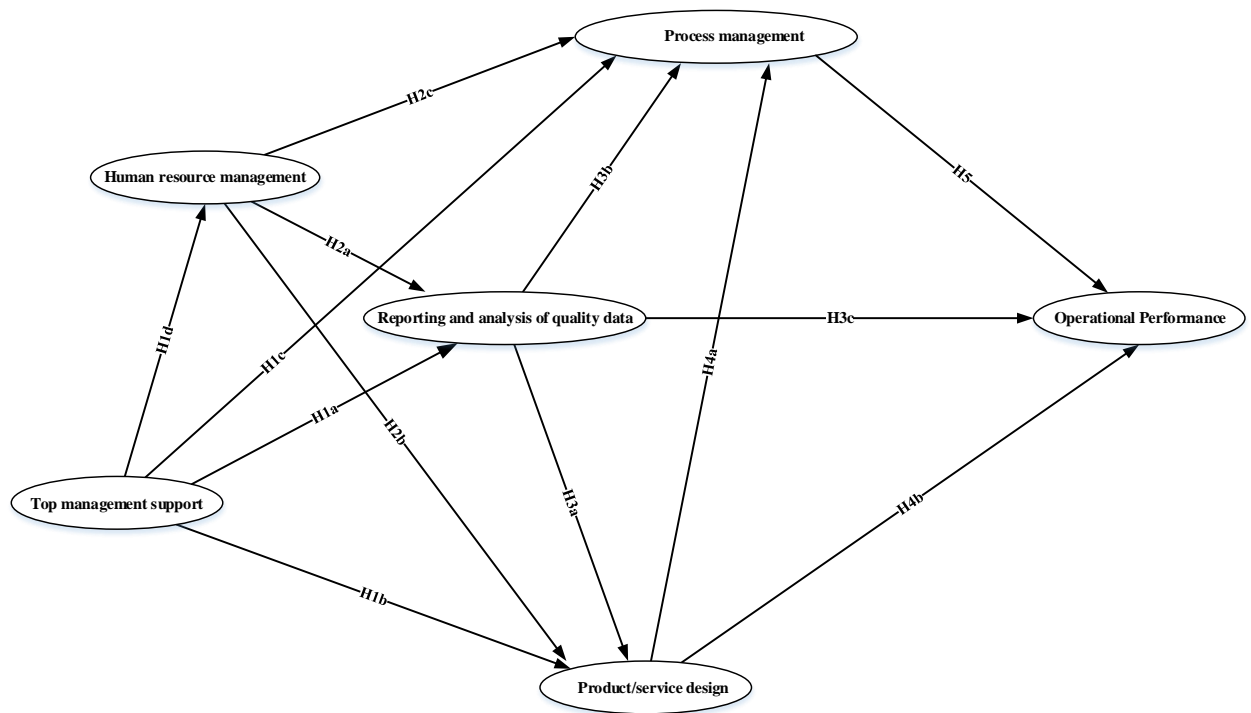 Process management
H2c
Human resource management
H3b
H5
H2a
Reporting and analysis of quality data
H3c
Operational Performance
H1d
H1c
H4a
H1a
H2b
Top management support
H3a
H4b
H1b
Product/service design